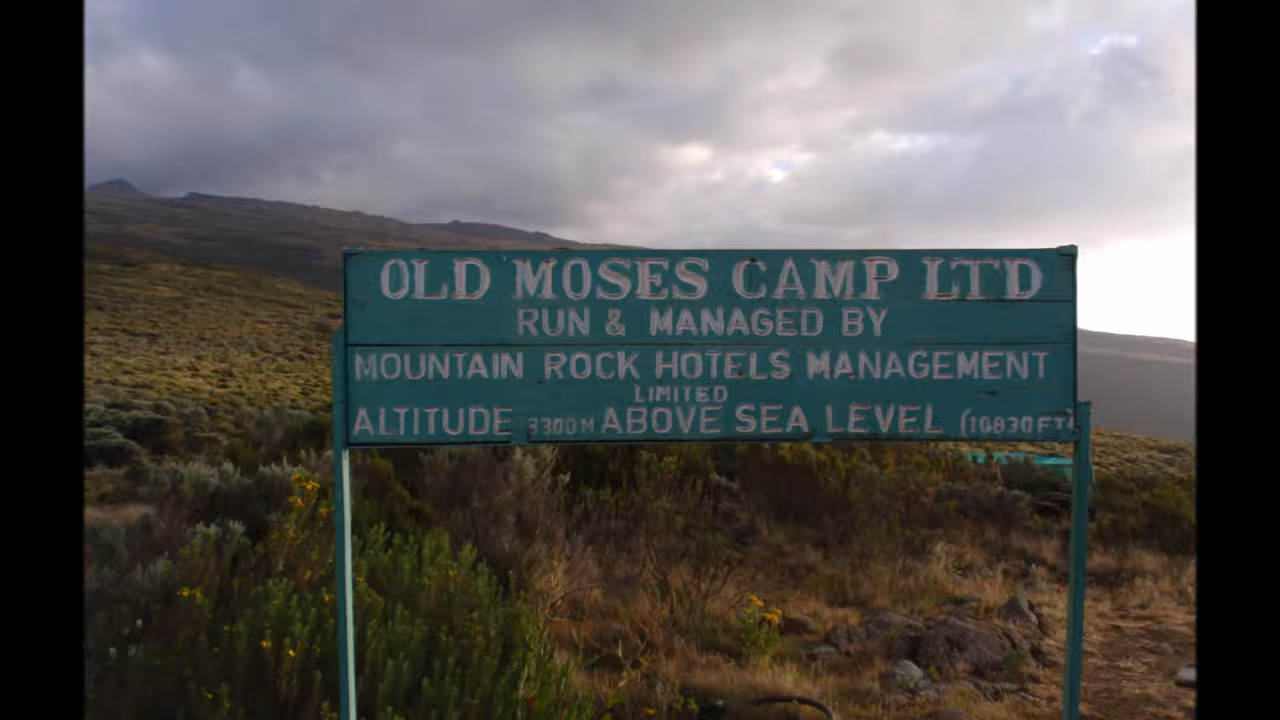 OLD MOSES CAMP LTD
RUN & MANAGED BY
MOUNTAIN ROCK HOTELS MANAGEMENT
LIMITED
ALTITUDE 3300M ABOVE SEA LEVEL (10830FT)